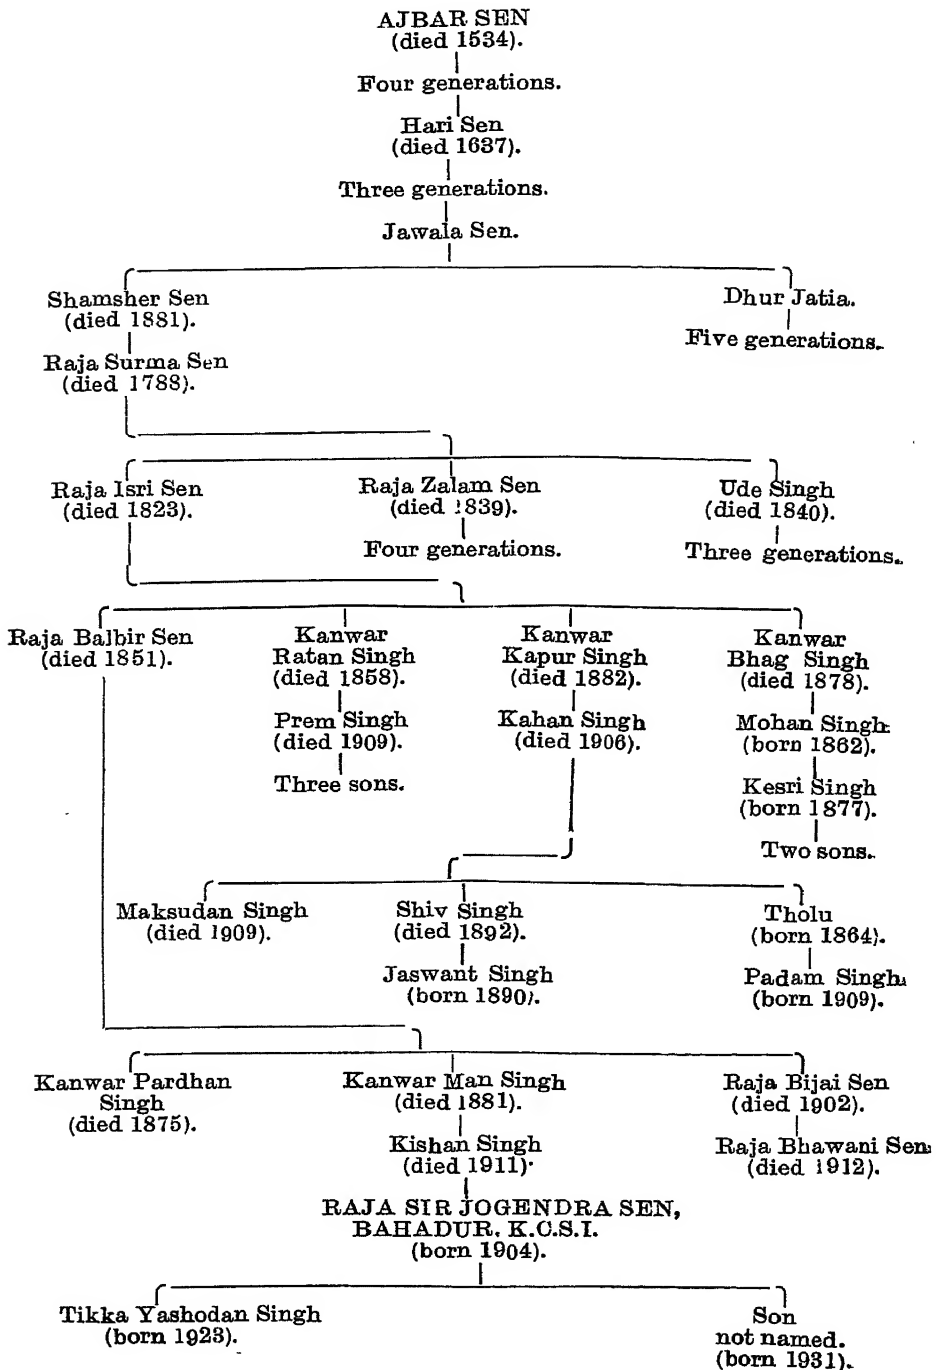 AJBAR SEN
(died 1534).
Four generations.
Hari Sen
(died 1637).
Three generations.
Jawala Sen.
Shamsher Sen
(died 1881).
Dhur Jatia.
Raja Surma Sen
(died 1788).
Five generations.
Raja Isri Sen
(died 1823).
Raja Zalam Sen
(died 1839).
Four generations.
Ude Singh
(died 1840).
Three generations.
Raja Balbir Sen
(died 1851).
Kanwar
Ratan Singh
(died 1858).
Prem Singh
(died 1909).
Three sons.
Kanwar
Kapur Singh
(died 1882).
Kahan Singh
(died 1906).
Kanwar
Bhag Singh
(died 1878).
Mohan Singh
(born 1862).
Kesri Singh
(born 1877).
Two sons.
Maksudan Singh
(died 1909).
Shiv Singh
(died 1892).
Jaswant Singh
(born 1890).
Tholu
(born 1864).
Padam Singh
(born 1909).
Kanwar Pardhan
Singh
(died 1875).
Kanwar Man Singh
(died 1881).
Kishan Singh
(died 1911).
Raja Bijai Sen
(died 1902).
Raja Bhawani Sen
(died 1912).
RAJA SIR JOGENDRA SEN,
BAHADUR, K.C.S.I.
(born 1904).
Tikka Yashodan Singh
(born 1923).
Son
not named.
(born 1931).